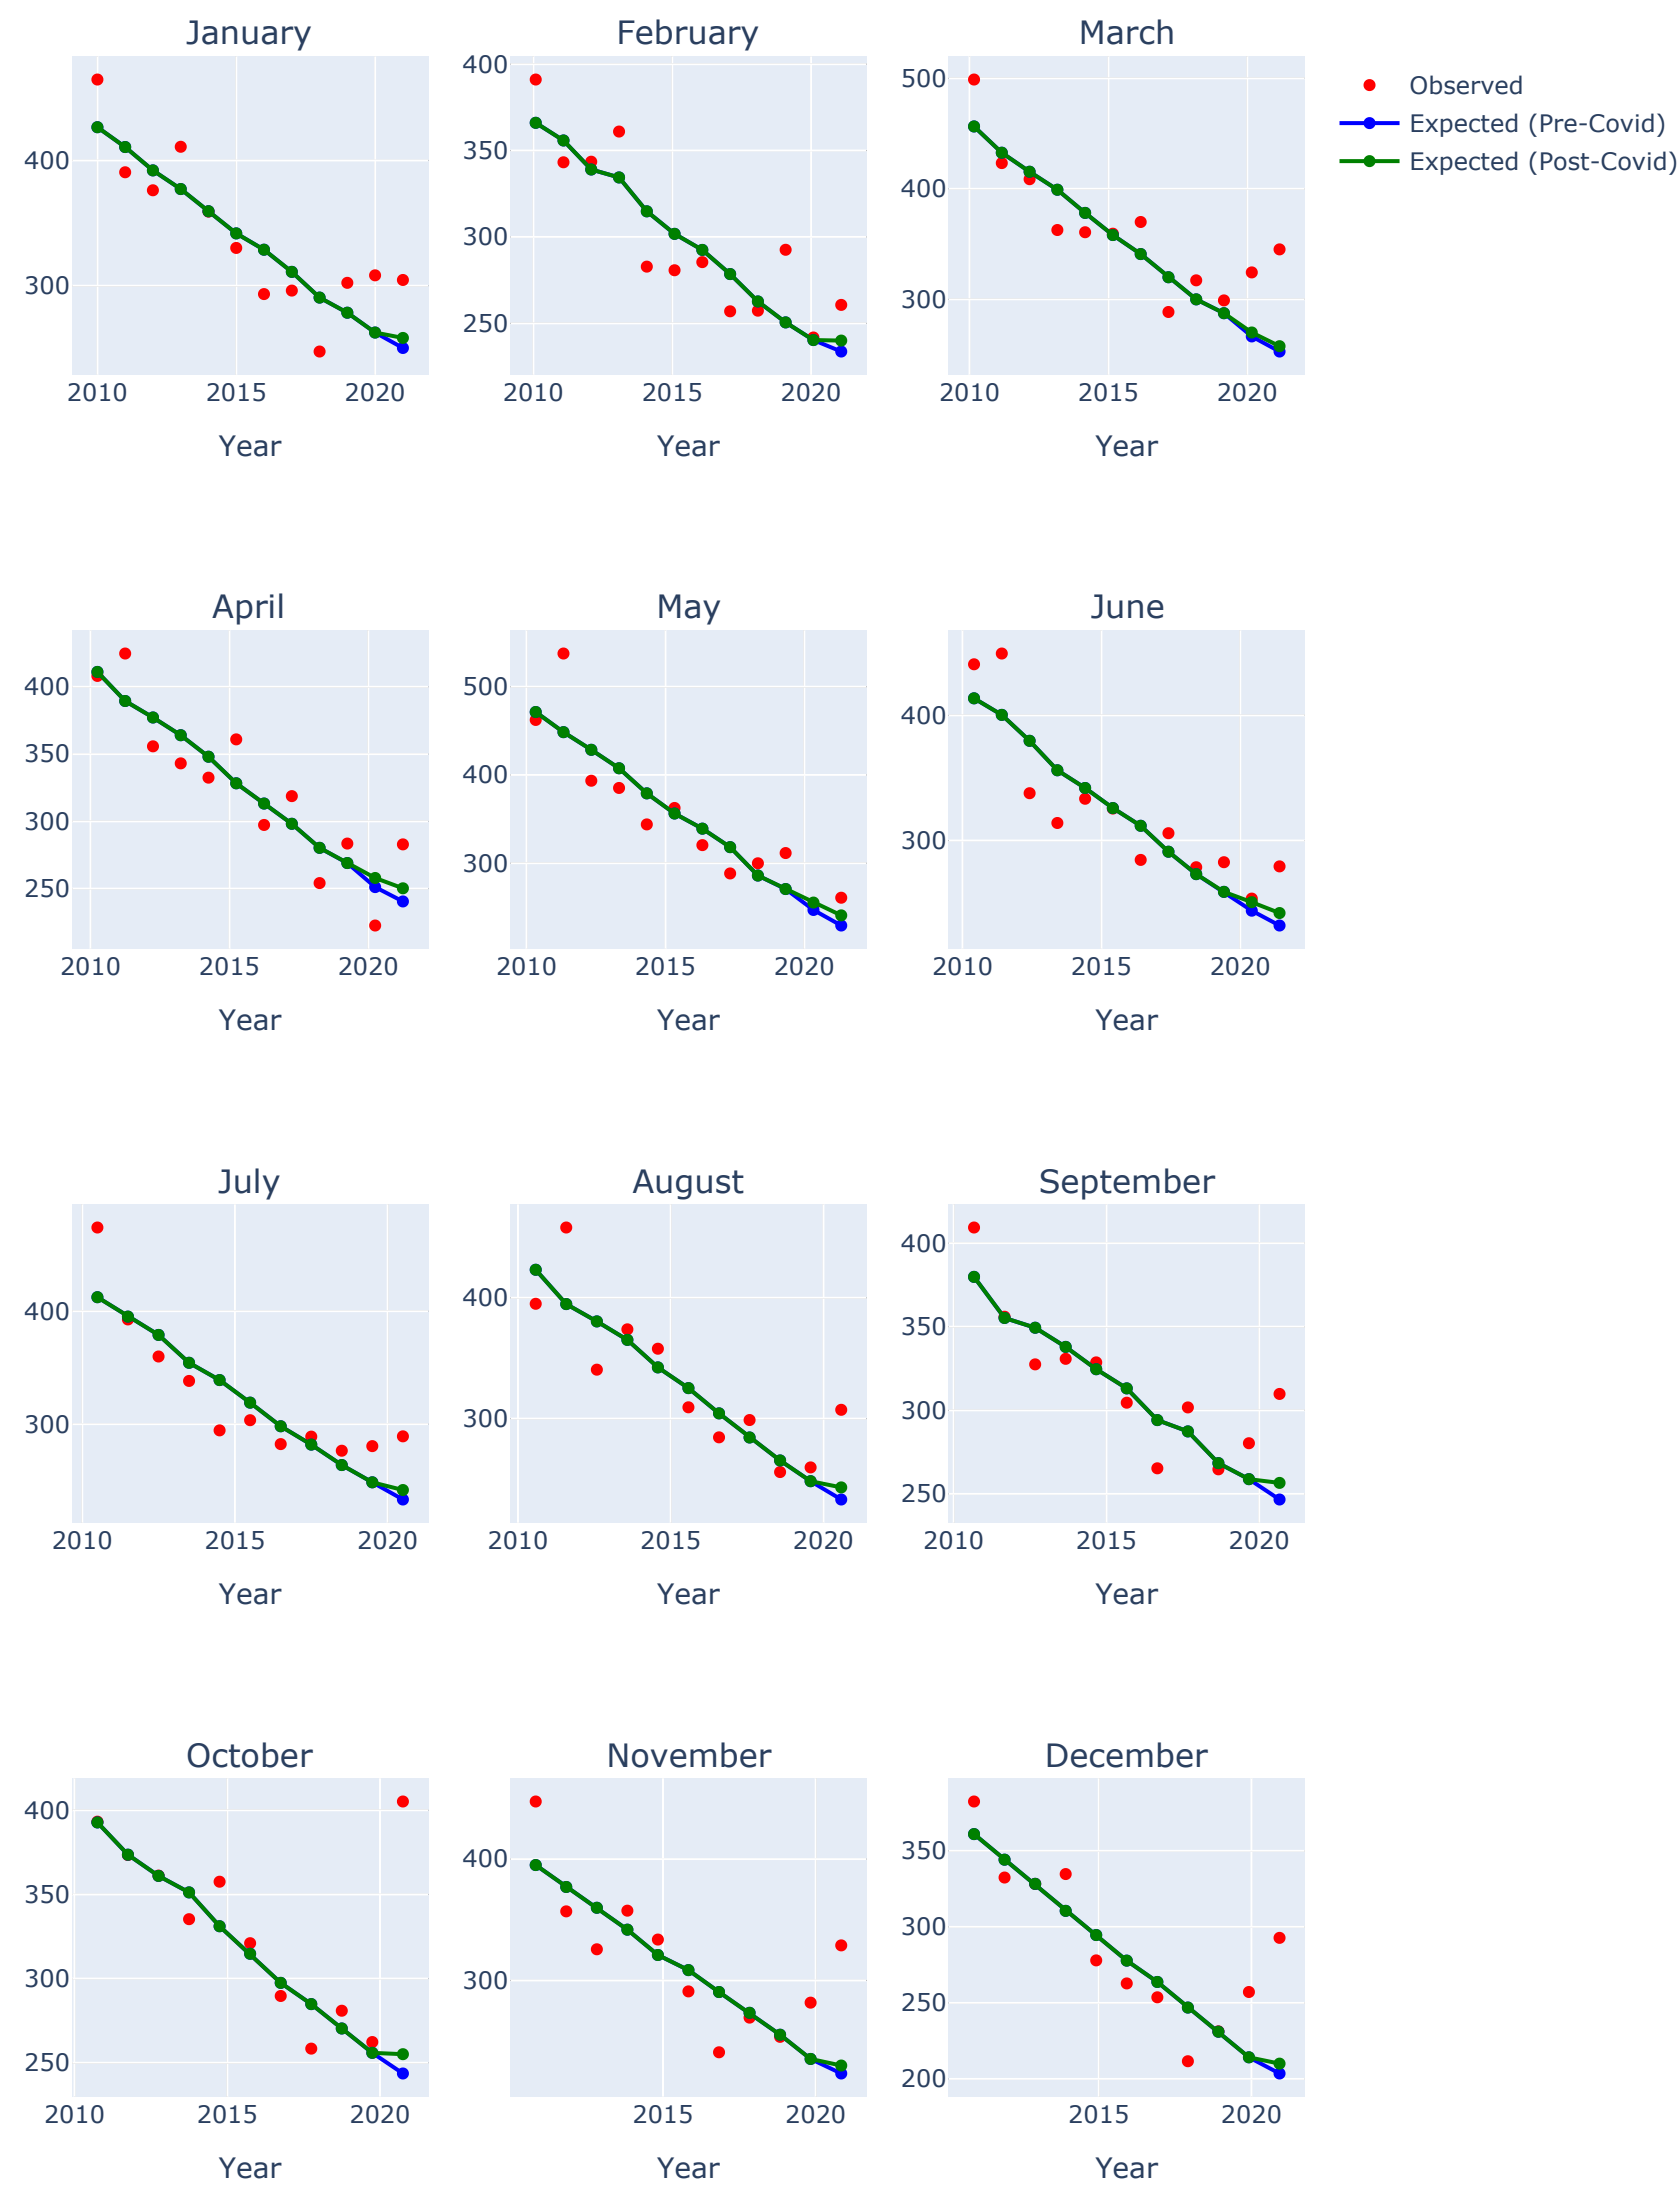 January
February
March
400
300
2010
2015
2020
Year
400
350
300
250
2010
2015
2020
Year
500
400
300
2010
2015
2020
Year
Observed
Expected (Pre-Covid)
Expected (Post-Covid)
April
May
June
400
350
300
250
2010
2015
2020
Year
500
400
300
2010
2015
2020
Year
400
300
2010
2015
2020
Year
July
August
September
400
300
2010
2015
2020
Year
400
300
2010
2015
2020
Year
400
350
300
250
2010
2015
2020
Year
October
November
December
400
350
300
250
2010
2015
2020
Year
400
300
2015
2020
Year
350
300
250
200
2015
2020
Year